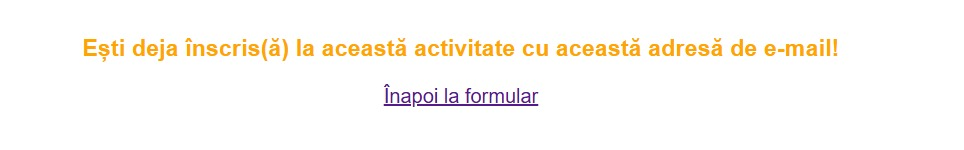 Ești deja înscris(ă) la această activitate cu această adresă de e-mail!
Înapoi la formular